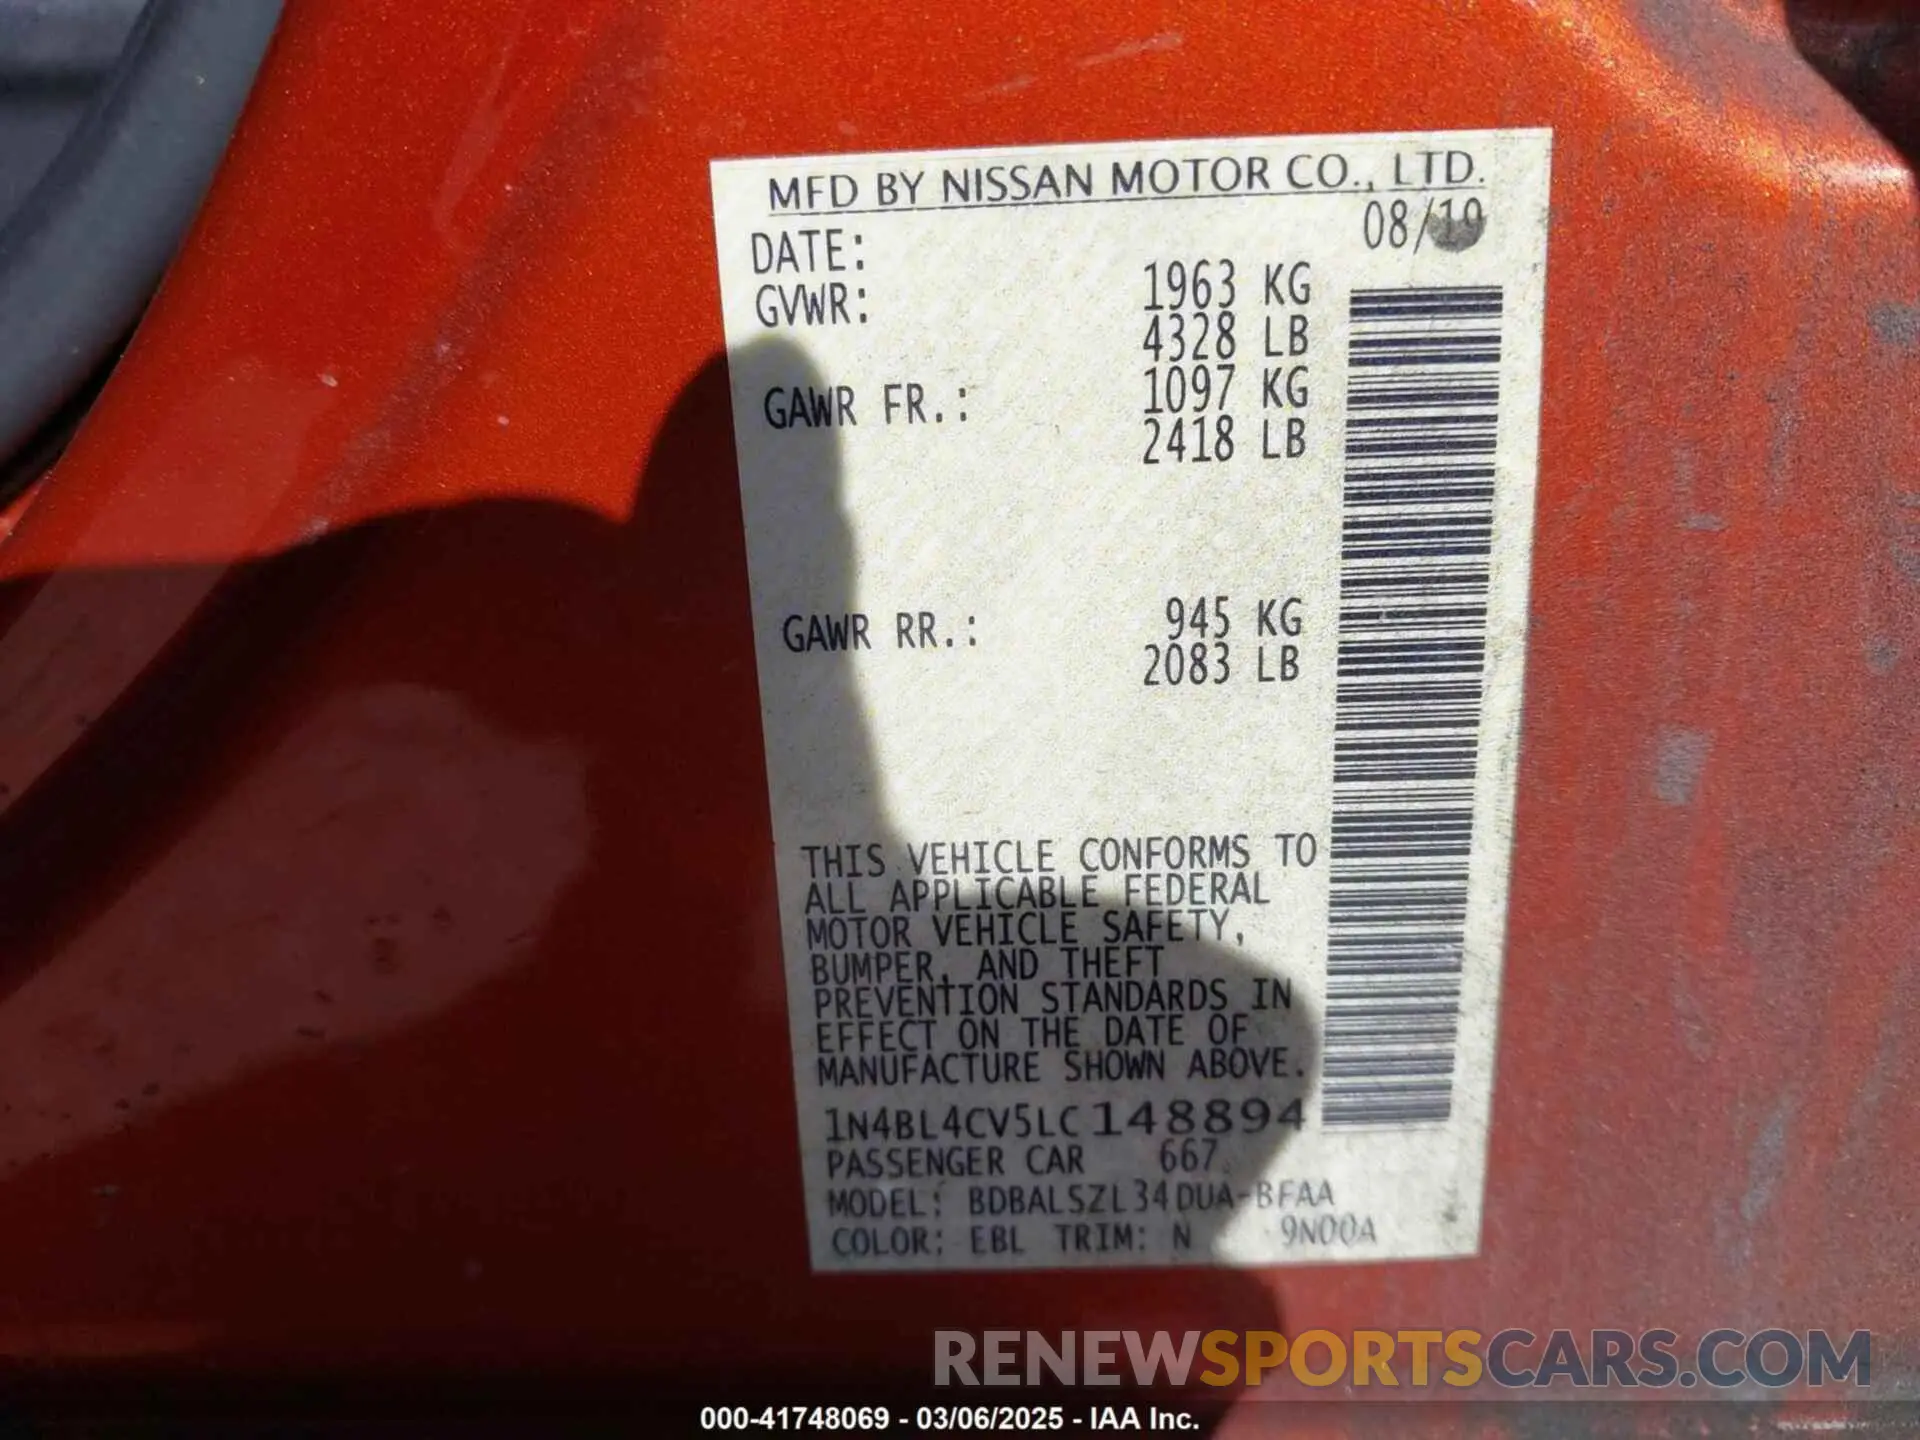 MFD BY NISSAN MOTOR CO., LTD.
DATE: 08/19
GVWR: 1963 KG
4328 LB
GAWR FR.: 1097 KG
2418 LB
GAWR RR.: 945 KG
2083 LB
THIS VEHICLE CONFORMS TO
ALL APPLICABLE FEDERAL
MOTOR VEHICLE SAFETY,
BUMPER, AND THEFT
PREVENTION STANDARDS IN
EFFECT ON THE DATE OF
MANUFACTURE SHOWN ABOVE.
1N4BL4CV5LC148894
PASSENGER CAR 667
MODEL: BDBALSZL34DUA-BFAA
COLOR: EBL TRIM: N 9N00A
RENEWSPORTSCARS.COM
000-41748069 - 03/06/2025 - IAA Inc.